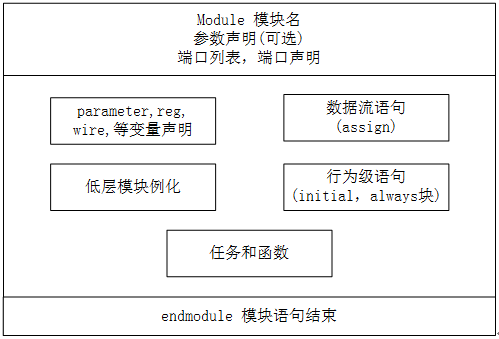 Module 模块名
参数声明(可选)
端口列表，端口声明
parameter,reg,
wire,等变量声明
数据流语句
(assign)
低层模块例化
行为级语句
(initial，always块)
任务和函数
endmodule 模块语句结束